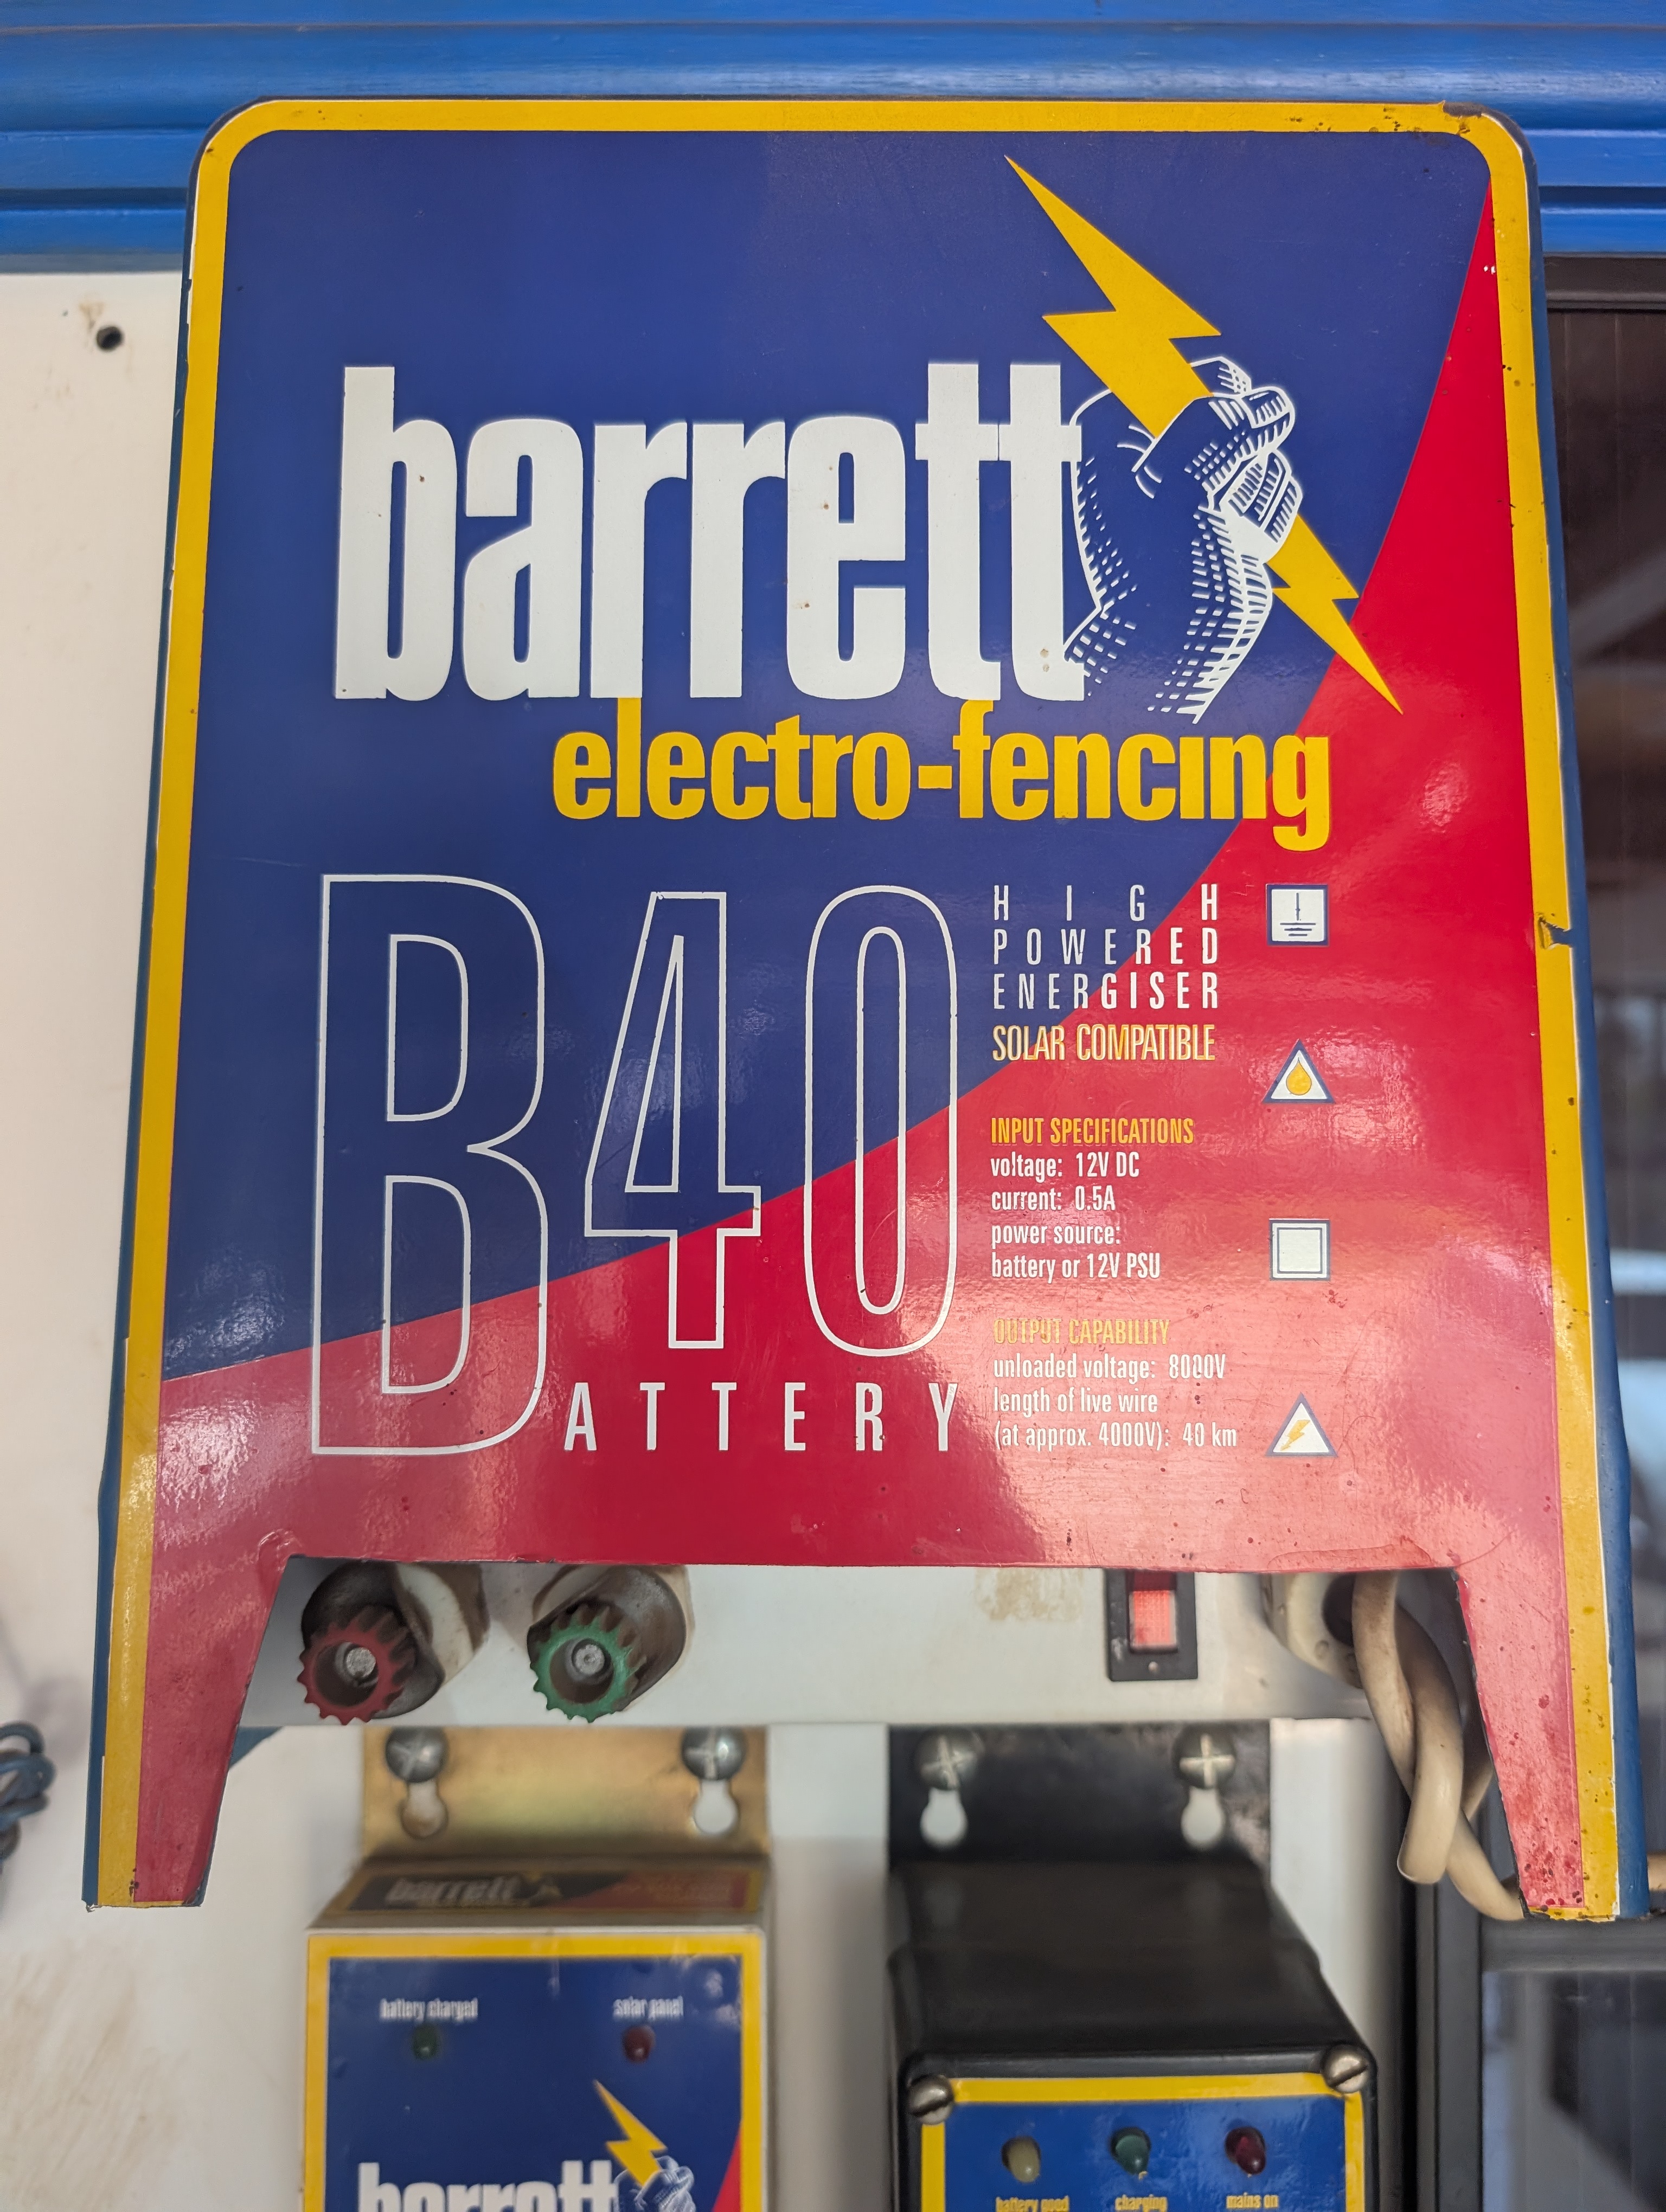 barrett
electro-fencing
B40
BATTERY
HIGH
POWERED
ENERGISER
SOLAR COMPATIBLE
INPUT SPECIFICATIONS
voltage: 12V DC
current: 0.5A
power source:
battery or 12V PSU
OUTPUT CAPABILITY
unloaded voltage: 8000V
length of live wire
(at approx. 4000V): 40 km
barrett
battery charged
solar panel
barrett
battery good
charging
mains on